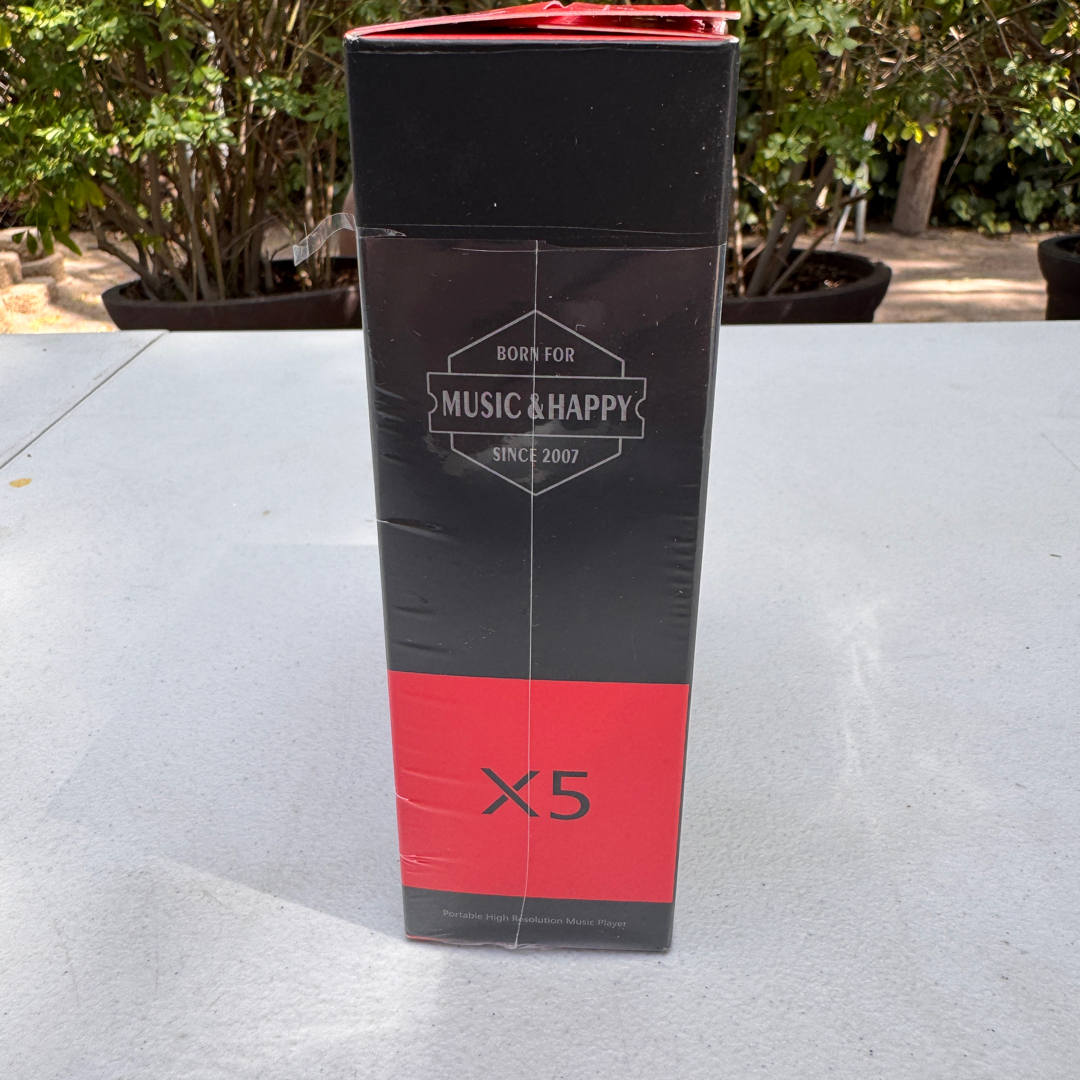 BORN FOR
MUSIC & HAPPY
SINCE 2007
X5
Portable High Resolution Music Player